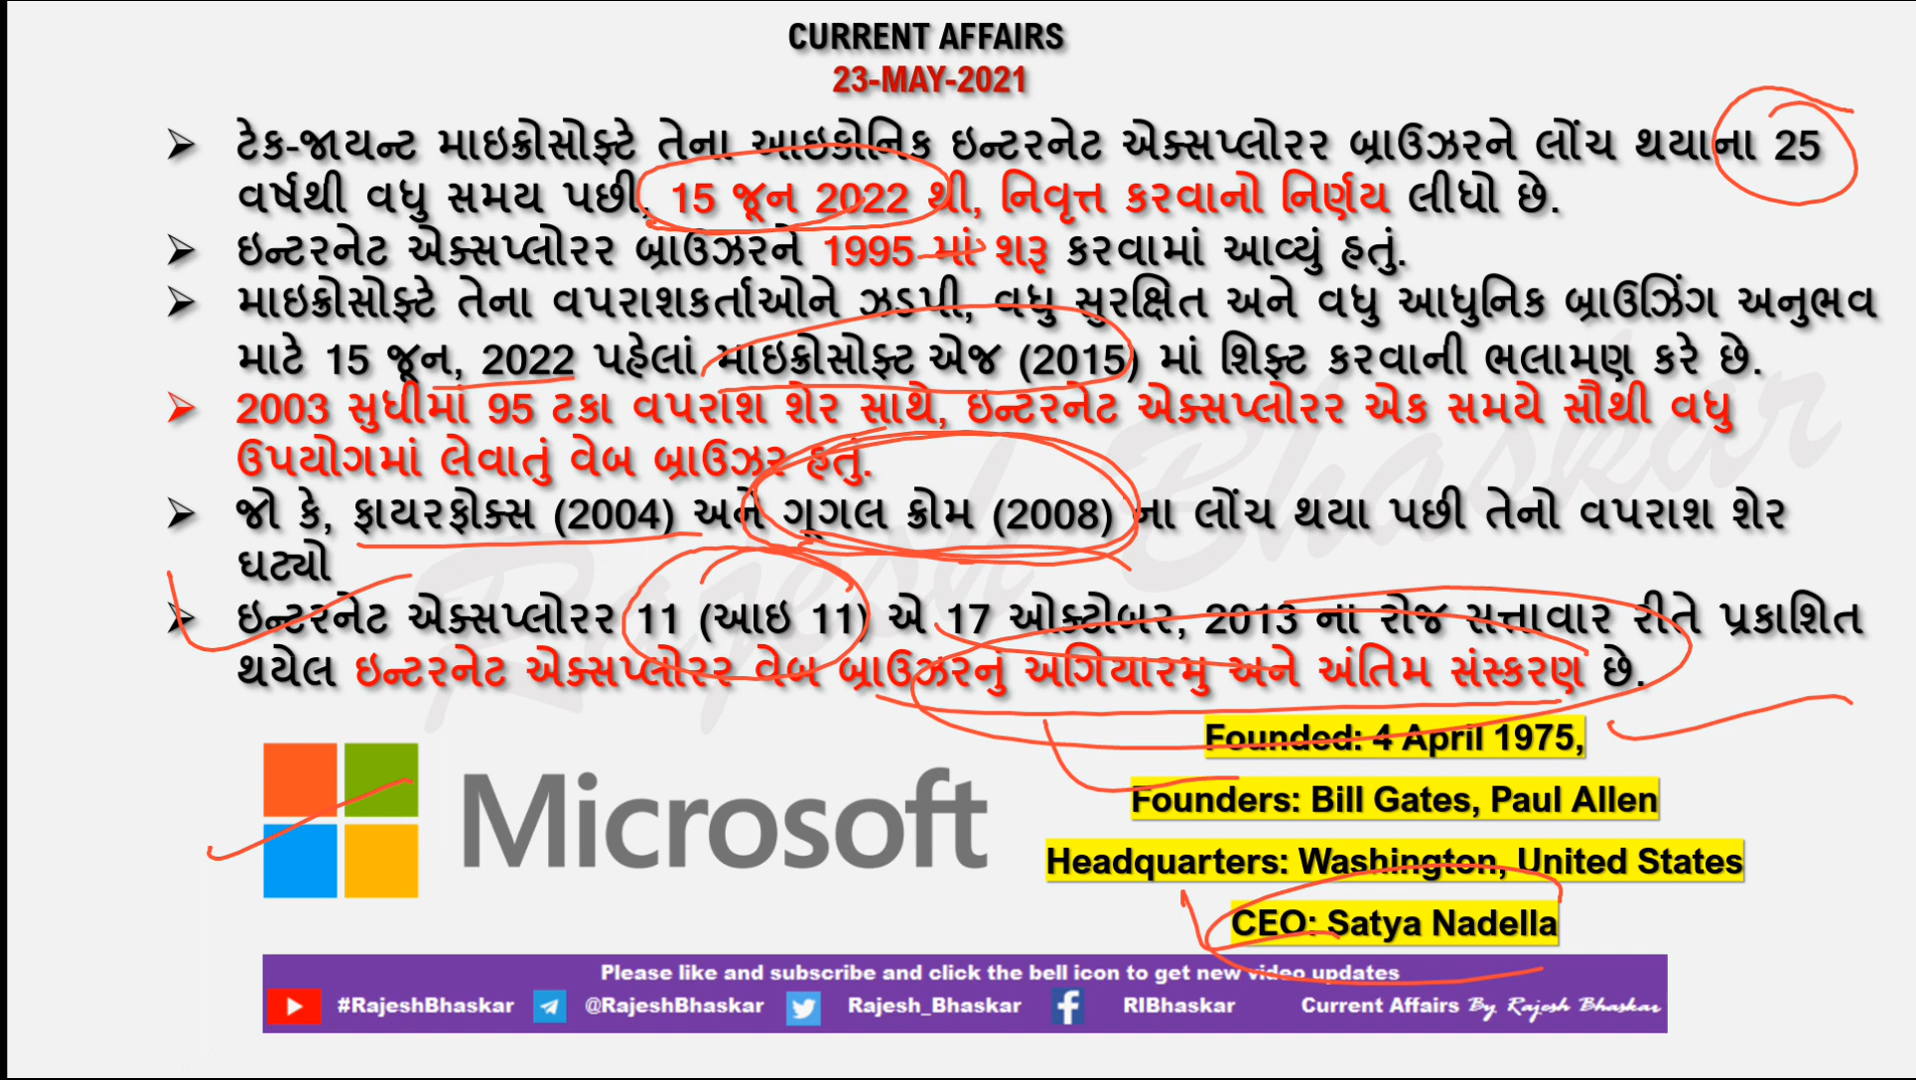 CURRENT AFFAIRS
23-MAY-2021
➢ ટેક-જાયન્ટ માઇક્રોસોફ્ટે તેના આઇકોનિક ઇન્ટરનેટ એક્સપ્લોરર બ્રાઉઝરને લોંચ થયાના 25
વર્ષથી વધુ સમય પછી, 15 જૂન 2022 થી, નિવૃત્ત કરવાનો નિર્ણય લીધો છે.
➢ ઇન્ટરનેટ એક્સપ્લોરર બ્રાઉઝરને 1995 માં શરૂ કરવામાં આવ્યું હતું.
➢ માઇક્રોસોફ્ટે તેના વપરાશકર્તાઓને ઝડપી, વધુ સુરક્ષિત અને વધુ આધુનિક બ્રાઉઝિંગ અનુભવ
માટે 15 જૂન, 2022 પહેલાં માઇક્રોસોફ્ટ એજ (2015) માં શિફ્ટ કરવાની ભલામણ કરે છે.
➢ 2003 સુધીમાં 95 ટકા વપરાશ શેર સાથે, ઇન્ટરનેટ એક્સપ્લોરર એક સમયે સૌથી વધુ
ઉપયોગમાં લેવાતું વેબ બ્રાઉઝર હતું.
➢ જો કે, ફાયરફોક્સ (2004) અને ગૂગલ ક્રોમ (2008) ના લોંચ થયા પછી તેનો વપરાશ શેર
ઘટ્યો
➢ ઇન્ટરનેટ એક્સપ્લોરર 11 (આઇ 11) એ 17 ઓક્ટોબર, 2013 ના રોજ સત્તાવાર રીતે પ્રકાશિત
થયેલ ઇન્ટરનેટ એક્સપ્લોરર વેબ બ્રાઉઝરનું અગિયારમુ અને અંતિમ સંસ્કરણ છે.
Rajesh Bhaskar
Microsoft
Founded: 4 April 1975,
Founders: Bill Gates, Paul Allen
Headquarters: Washington, United States
CEO: Satya Nadella
Please like and subscribe and click the bell icon to get new video updates
#RajeshBhaskar @RajeshBhaskar Rajesh_Bhaskar RIBhaskar Current Affairs By Rajesh Bhaskar